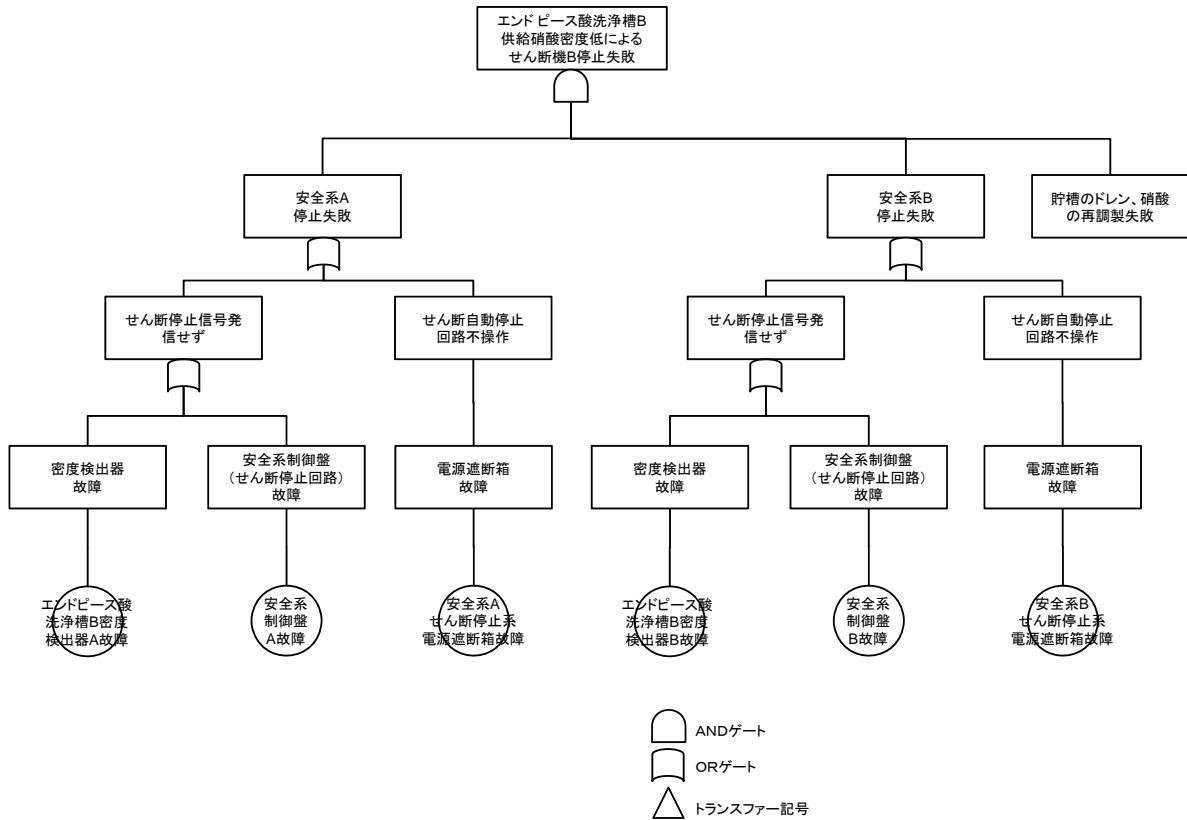 エンドピース酸洗浄槽B
供給硝酸密度低による
せん断機B停止失敗
安全系A
停止失敗
安全系B
停止失敗
貯槽のドレン、硝酸
の再調製失敗
せん断停止信号発
信せず
せん断自動停止
回路不操作
せん断停止信号発
信せず
せん断自動停止
回路不操作
密度検出器
故障
安全系制御盤
(せん断停止回路)
故障
電源遮断箱
故障
密度検出器
故障
安全系制御盤
(せん断停止回路)
故障
電源遮断箱
故障
エンドピース酸
洗浄槽B密度
検出器A故障
安全系
制御盤
A故障
安全系A
せん断停止系
電源遮断箱故障
エンドピース酸
洗浄槽B密度
検出器B故障
安全系
制御盤
B故障
安全系B
せん断停止系
電源遮断箱故障
ANDゲート
ORゲート
トランスファー記号